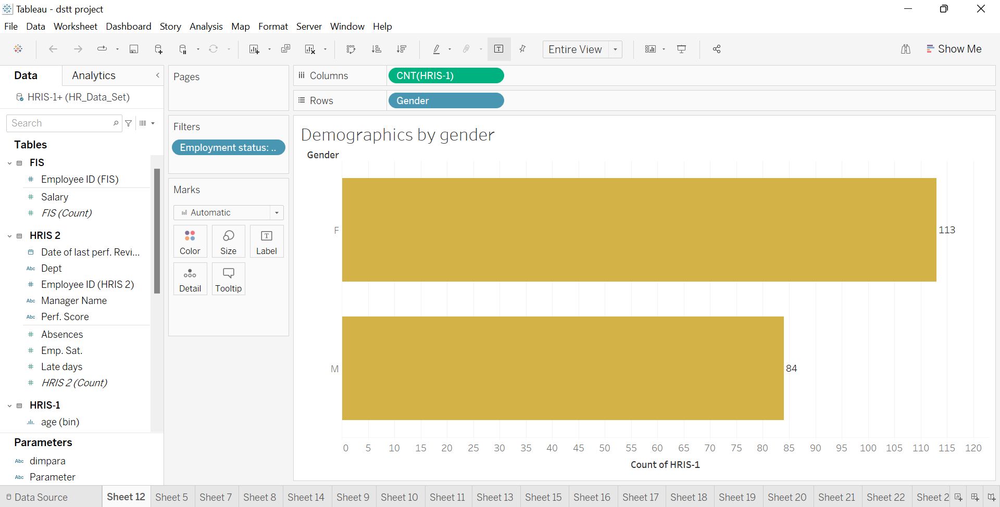 Tableau - dstt project
File Data Worksheet Dashboard Story Analysis Map Format Server Window Help
Entire View
Show Me
Data
Analytics
HRIS-1+ (HR_Data_Set)
Search
Tables
FIS
Employee ID (FIS)
Salary
FIS (Count)
HRIS 2
Date of last perf. Revi...
Abc Dept
Employee ID (HRIS 2)
Abc Manager Name
Abc Perf. Score
Absences
Emp. Sat.
Late days
HRIS 2 (Count)
HRIS-1
age (bin)
Parameters
Abc dimpara
Abc Parameter
Pages
Filters
Employment status: ..
Marks
Automatic
Color
Size
T
Label
Detail
Tooltip
Columns
CNT(HRIS-1)
Rows
Gender
Demographics by gender
Gender
F
113
M
84
0 5 10 15 20 25 30 35 40 45 50 55 60 65 70 75 80 85 90 95 100 105 110 115 120
Count of HRIS-1
Data Source
Sheet 12
Sheet 5
Sheet 7
Sheet 8
Sheet 14
Sheet 9
Sheet 10
Sheet 11
Sheet 13
Sheet 15
Sheet 16
Sheet 17
Sheet 18
Sheet 19
Sheet 20
Sheet 21
Sheet 22
Sheet 2